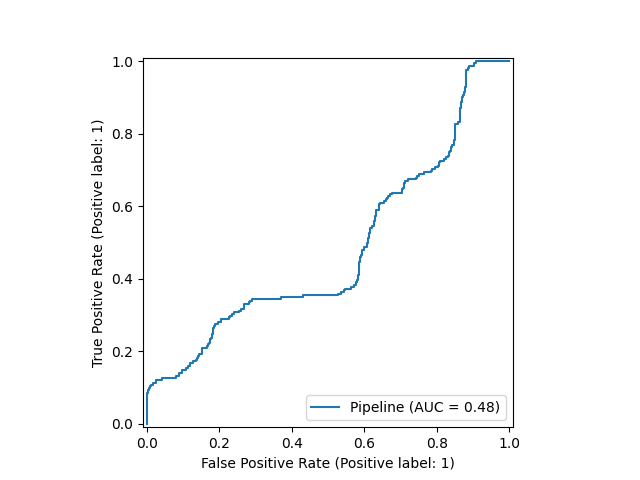 1.0
0.8
0.6
0.4
0.2
0.0
True Positive Rate (Positive label: 1)
Pipeline (AUC = 0.48)
0.0 0.2 0.4 0.6 0.8 1.0
False Positive Rate (Positive label: 1)